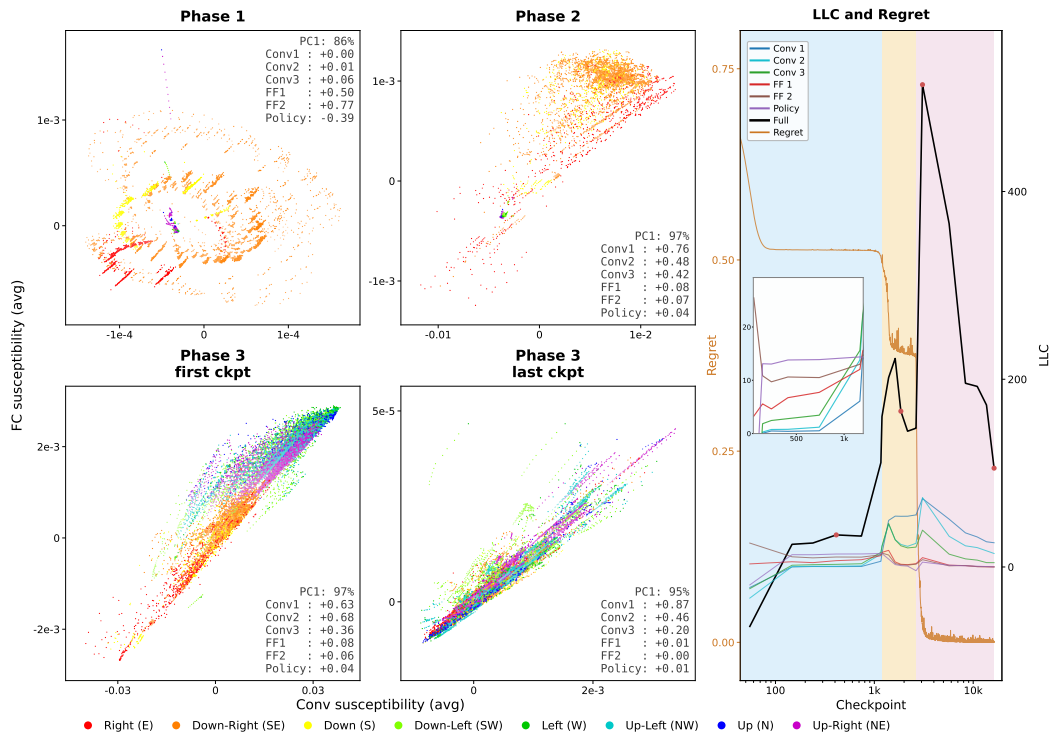 Phase 1
PC1: 86%
Conv1 : +0.00
Conv2 : +0.01
Conv3 : +0.06
FF1 : +0.50
FF2 : +0.77
Policy: -0.39
1e-3
0
-1e-4
0
1e-4
Phase 2
1e-3
0
-1e-3
PC1: 97%
Conv1 : +0.76
Conv2 : +0.48
Conv3 : +0.42
FF1 : +0.08
FF2 : +0.07
Policy: +0.04
-0.01
0
1e-2
FC susceptibility (avg)
Phase 3
first ckpt
2e-3
0
-2e-3
PC1: 97%
Conv1 : +0.63
Conv2 : +0.68
Conv3 : +0.36
FF1 : +0.08
FF2 : +0.06
Policy: +0.04
-0.03
0
0.03
Phase 3
last ckpt
5e-5
0
PC1: 95%
Conv1 : +0.87
Conv2 : +0.46
Conv3 : +0.20
FF1 : +0.01
FF2 : +0.00
Policy: +0.01
0
2e-3
Conv susceptibility (avg)
LLC and Regret
Conv 1
Conv 2
Conv 3
FF 1
FF 2
Policy
Full
Regret
0.75
0.50
0.25
0.00
Regret
20
10
0
500
1k
400
200
0
LLC
100
1k
10k
Checkpoint
Right (E)
Down-Right (SE)
Down (S)
Down-Left (SW)
Left (W)
Up-Left (NW)
Up (N)
Up-Right (NE)